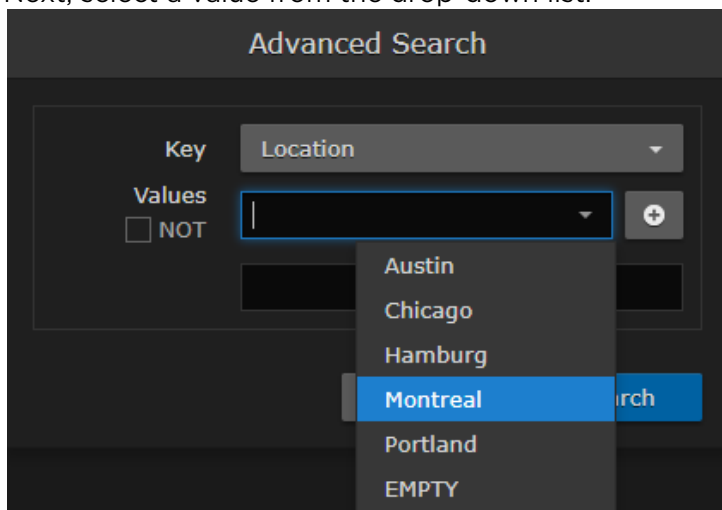 Next, select a value from the drop-down list.
Advanced Search
Key
Location
Values
NOT
Austin
Chicago
Hamburg
Montreal
Portland
EMPTY